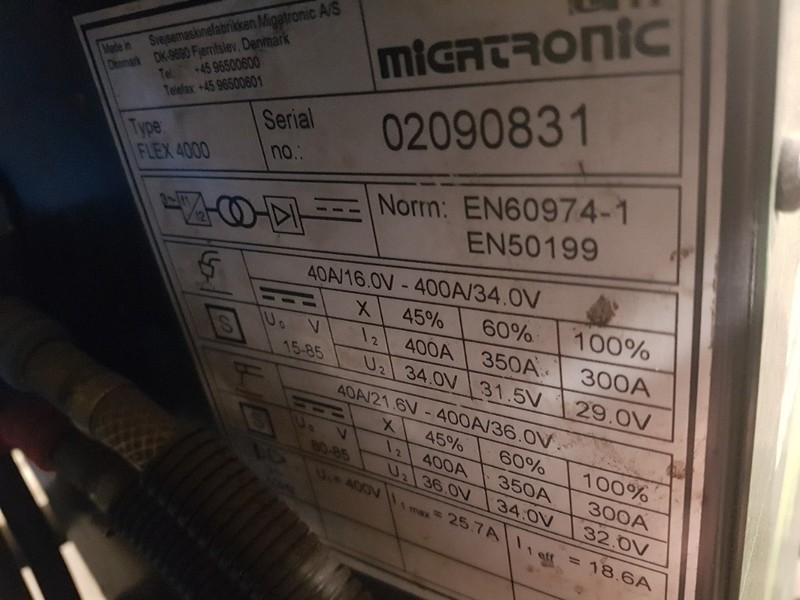 Made in
Denmark
Svejsemaskinefabrikken Migatronic A/S
DK-9690 Fjerritslev, Denmark
Tel. +45 96500600
Telefax +45 96500601
MIGATRONIC
Type:
FLEX 4000
Serial
no.:
02090831
3~ f1 f2
Norm: EN60974-1
EN50199
40A/16.0V - 400A/34.0V
S
U₀ V
15-85
X 45% 60% 100%
I₂ 400A 350A 300A
U₂ 34.0V 31.5V 29.0V
40A/21.6V - 400A/36.0V
S
U₀ V
80-85
X 45% 60% 100%
I₂ 400A 350A 300A
U₂ 36.0V 34.0V 32.0V
U₁ = 400V
I₁ max = 25.7A
I₁ eff = 18.6A